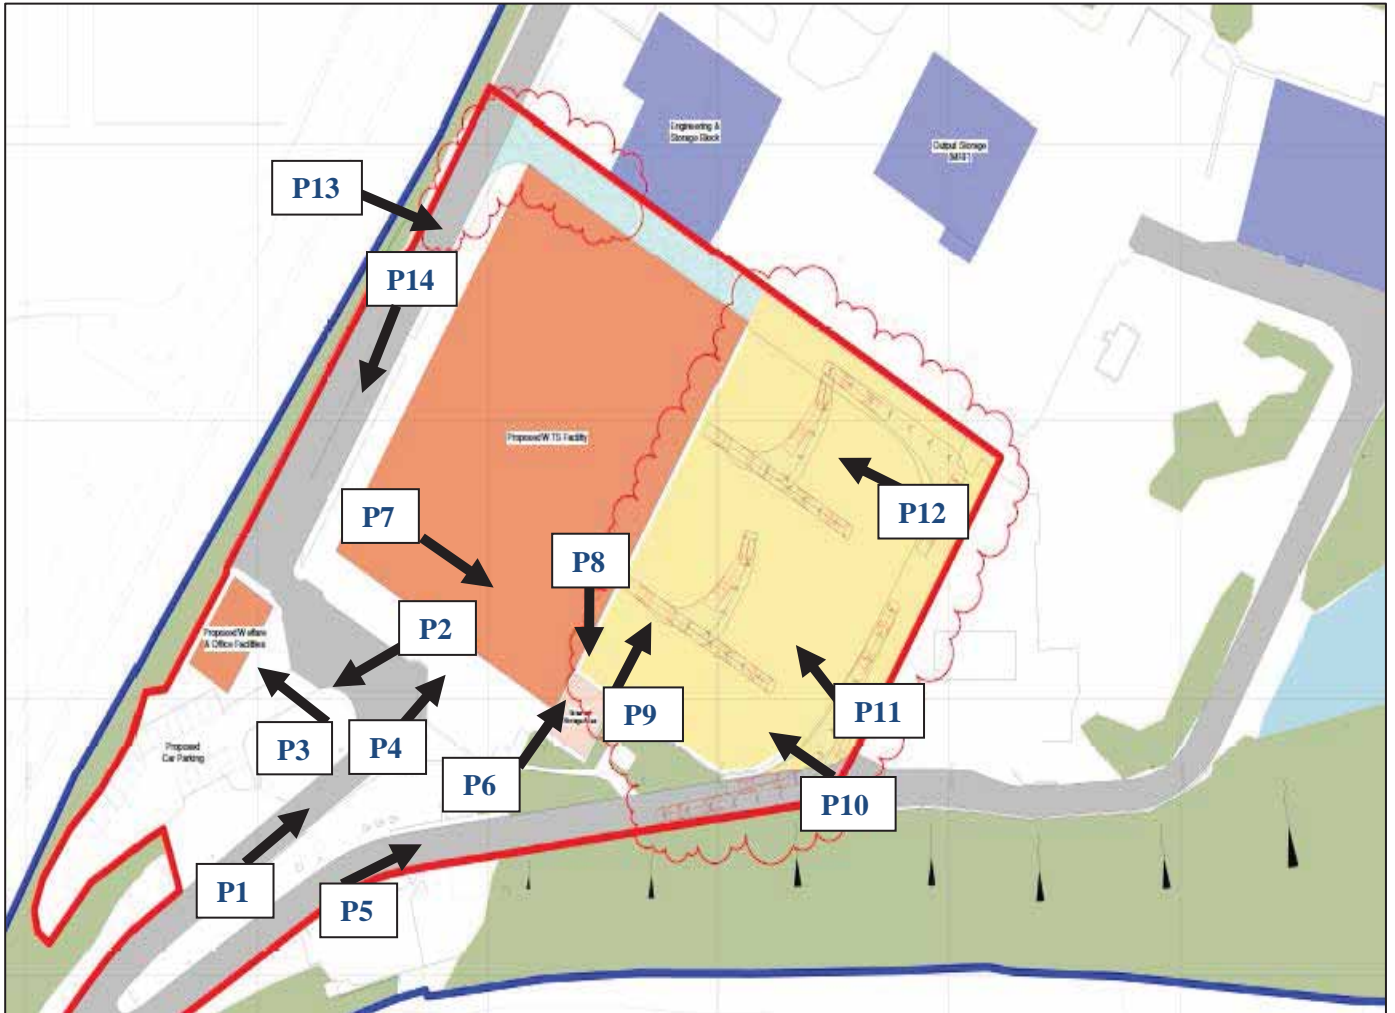 Engineering &
Storage Block
Output Storage
P13
P14
Proposed WTS Facility
P7
P12
P8
Proposed Welfare
& Office Facilities
P2
P9
P11
P3
P4
Proposed
Car Parking
P6
P10
P1
P5